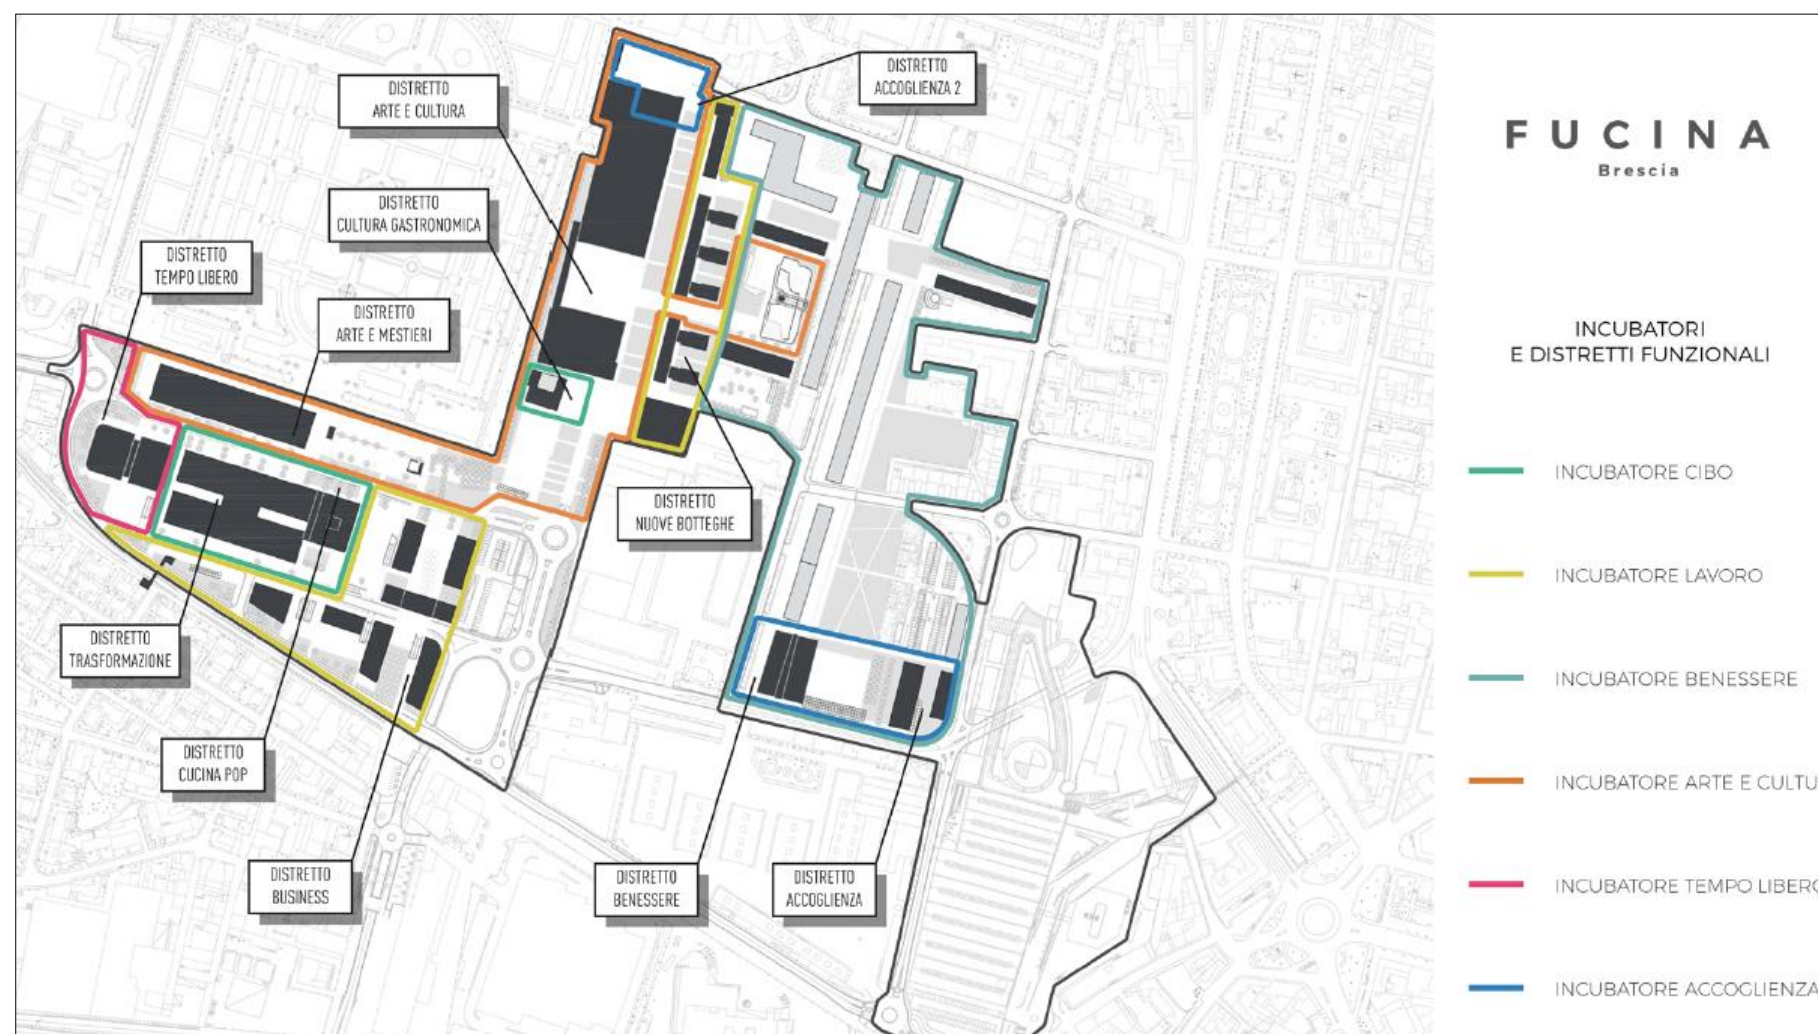 DISTRETTO
ACCOGLIENZA 2
DISTRETTO
ARTE E CULTURA
DISTRETTO
CULTURA GASTRONOMICA
DISTRETTO
TEMPO LIBERO
DISTRETTO
ARTE E MESTIERI
DISTRETTO
NUOVE BOTTEGHE
DISTRETTO
TRASFORMAZIONE
DISTRETTO
CUCINA POP
DISTRETTO
BUSINESS
DISTRETTO
BENESSERE
DISTRETTO
ACCOGLIENZA
FUCINA
Brescia
INCUBATORI
E DISTRETTI FUNZIONALI
INCUBATORE CIBO
INCUBATORE LAVORO
INCUBATORE BENESSERE
INCUBATORE ARTE E CULTU
INCUBATORE TEMPO LIBERO
INCUBATORE ACCOGLIENZA